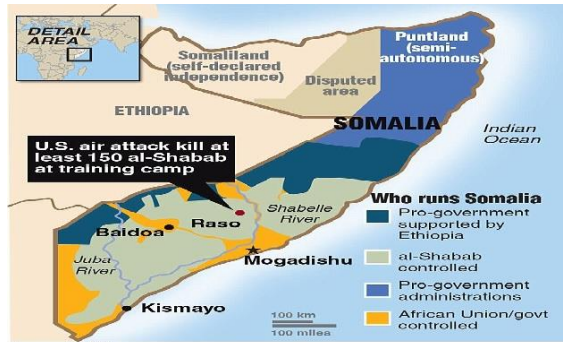 DETAIL
AREA
Somaliland
(self-declared
independence)
Disputed
area
Puntland
(semi-
autonomous)
ETHIOPIA
SOMALIA
Indian
Ocean
U.S. air attack kill at
least 150 al-Shabab
at training camp
Shabelle
River
Raso
Baidoa
Juba
River
Mogadishu
Kismayo
100 km
100 miles
Who runs Somalia
Pro-government
supported by
Ethiopia
al-Shabab
controlled
Pro-government
administrations
African Union/govt
controlled